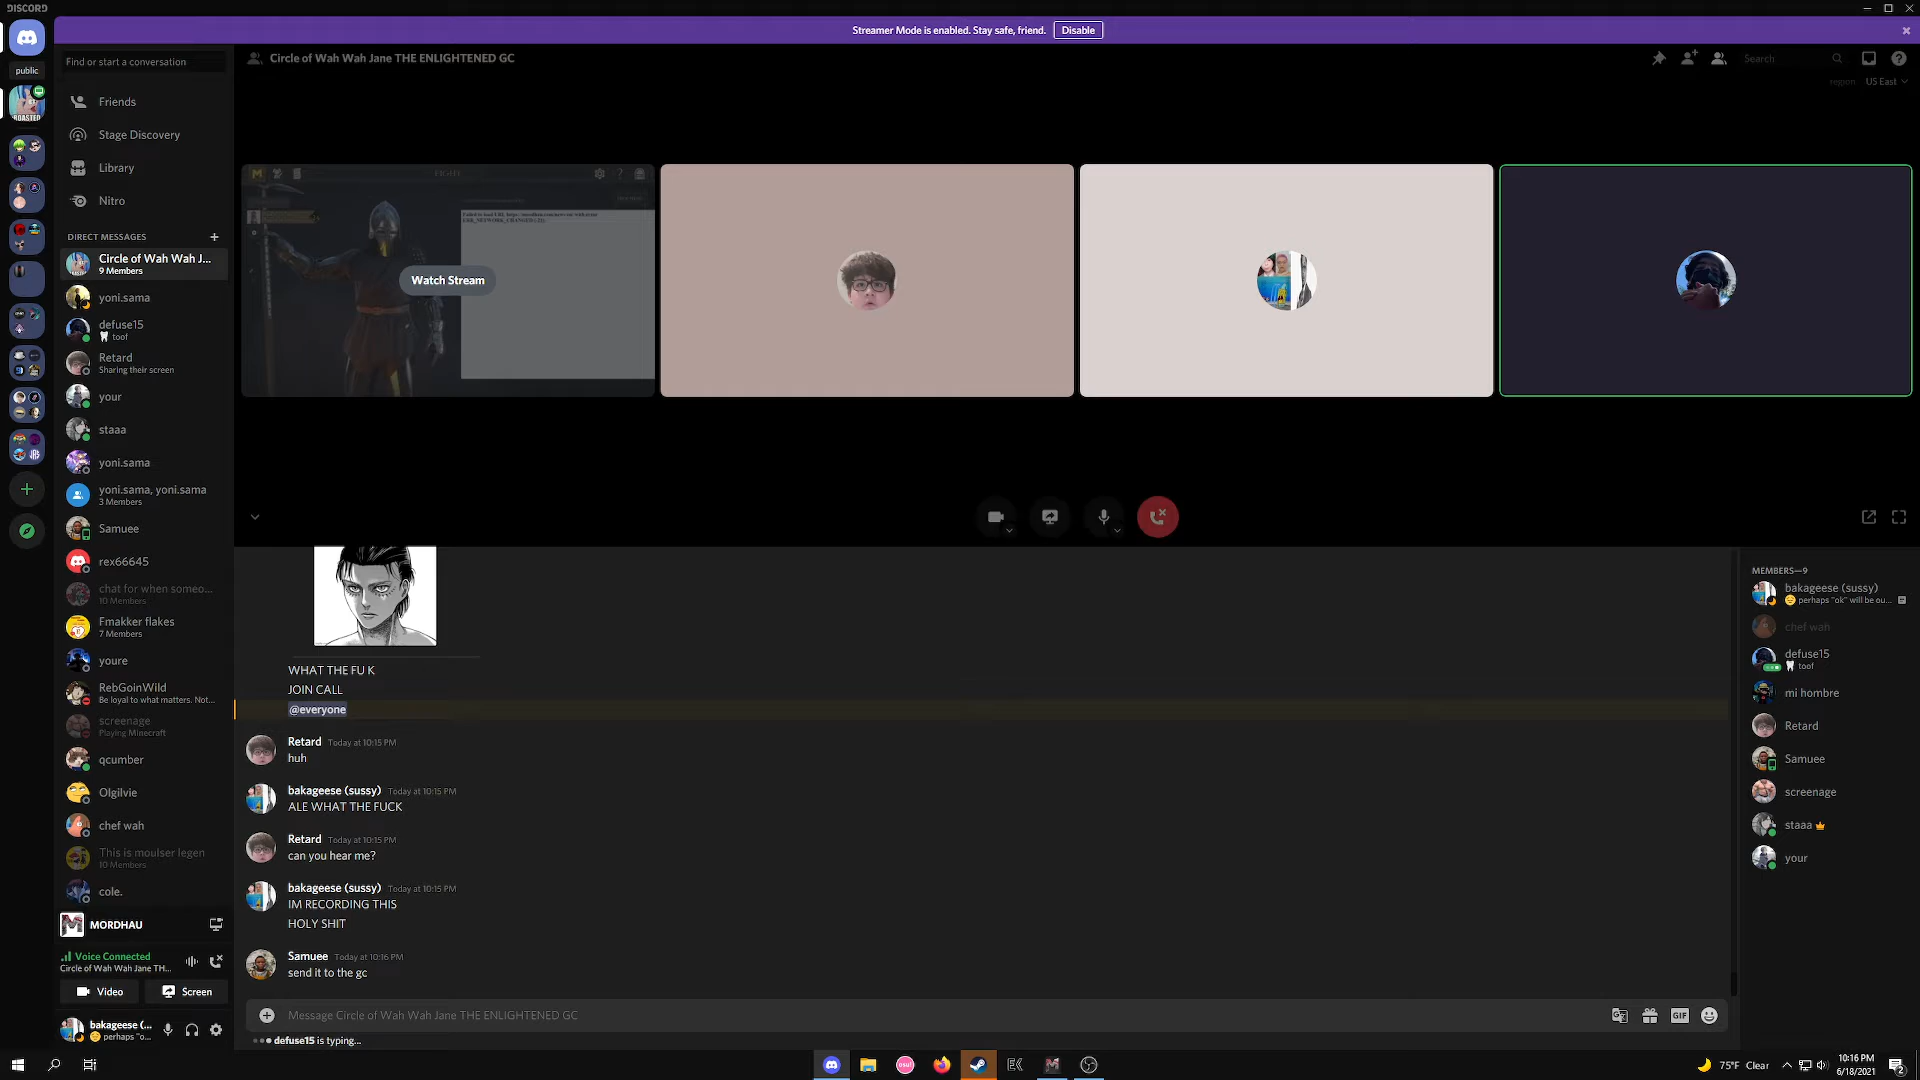 DISCORD
Streamer Mode is enabled. Stay safe, friend.
Disable
Find or start a conversation
Circle of Wah Wah Jane THE ENLIGHTENED GC
Search
region
US East
public
ROASTED
Friends
Stage Discovery
Library
Nitro
DIRECT MESSAGES
Circle of Wah Wah J...
9 Members
yoni.sama
defuse15
toof
Retard
Sharing their screen
your
staaa
yoni.sama
yoni.sama, yoni.sama
3 Members
Samuee
rex66645
chat for when someo...
10 Members
Fmakker flakes
7 Members
youre
RebGoinWild
Be loyal to what matters. Not...
screenage
Playing Minecraft
qcumber
Olgilvie
chef wah
This is moulser legen
10 Members
cole.
MORDHAU
Voice Connected
Circle of Wah Wah Jane TH...
Video
Screen
bakageese (...
perhaps "o...
Watch Stream
WHAT THE FU K
JOIN CALL
@everyone
Retard Today at 10:15 PM
huh
bakageese (sussy) Today at 10:15 PM
ALE WHAT THE FUCK
Retard Today at 10:15 PM
can you hear me?
bakageese (sussy) Today at 10:15 PM
IM RECORDING THIS
HOLY SHIT
Samuee Today at 10:16 PM
send it to the gc
Message Circle of Wah Wah Jane THE ENLIGHTENED GC
GIF
defuse15 is typing...
MEMBERS—9
bakageese (sussy)
perhaps "ok" will be ou...
chef wah
defuse15
toof
mi hombre
Retard
Samuee
screenage
staaa
your
osu!
75°F Clear
10:16 PM
6/18/2021
2